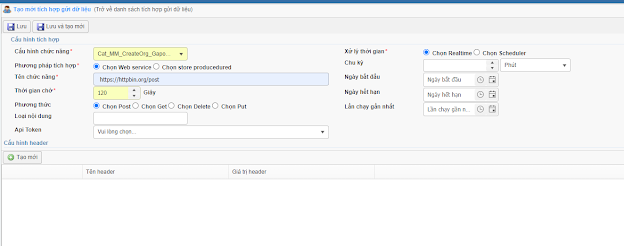 Tạo mới tích hợp gửi dữ liệu (Trở về danh sách tích hợp gửi dữ liệu)
Lưu Lưu và tạo mới
Cấu hình tích hợp
Cấu hình chức năng* Cat_MM_CreateOrg_Gapo...
Phương pháp tích hợp* Chọn Web service Chọn store producedured
Tên chức năng* https://httpbin.org/post
Thời gian chờ* 120 Giây
Phương thức Chọn Post Chọn Get Chọn Delete Chọn Put
Loại nội dung
Api Token Vui lòng chọn...
Xử lý thời gian* Chọn Realtime Chọn Scheduler
Chu kỳ Phút
Ngày bắt đầu Ngày bắt đầu
Ngày hết hạn Ngày hết hạn
Lần chạy gần nhất Lần chạy gần n...
Cấu hình header
Tạo mới
Tên header Giá trị header